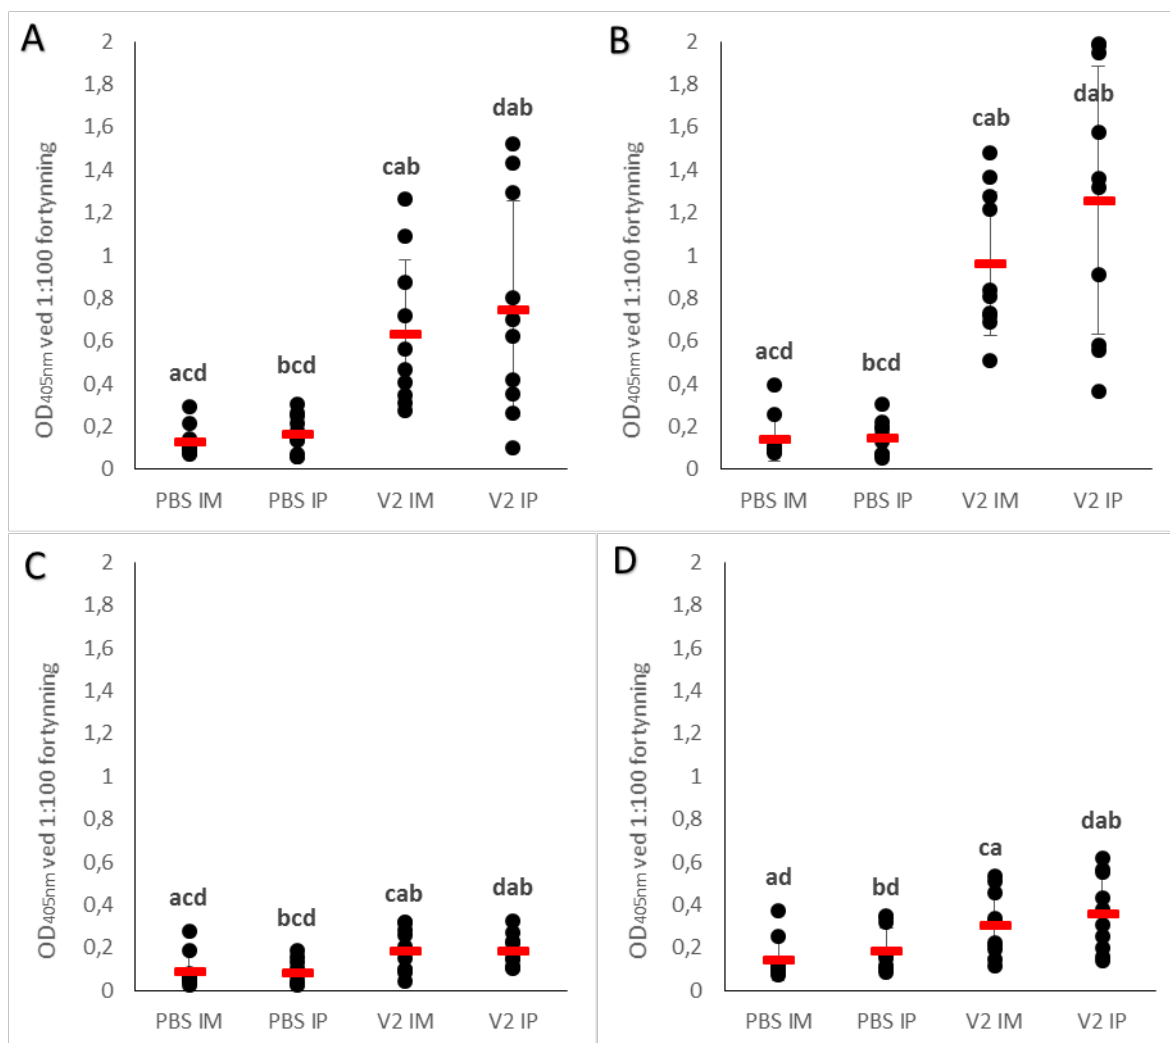 A
OD405nm ved 1:100 fortynning
2
1,8
1,6
1,4
1,2
1
0,8
0,6
0,4
0,2
0
acd
bcd
cab
dab
PBS IM
PBS IP
V2 IM
V2 IP
B
OD405nm ved 1:100 fortynning
2
1,8
1,6
1,4
1,2
1
0,8
0,6
0,4
0,2
0
acd
bcd
cab
dab
PBS IM
PBS IP
V2 IM
V2 IP
C
OD405nm ved 1:100 fortynning
2
1,8
1,6
1,4
1,2
1
0,8
0,6
0,4
0,2
0
acd
bcd
cab
dab
PBS IM
PBS IP
V2 IM
V2 IP
D
OD405nm ved 1:100 fortynning
2
1,8
1,6
1,4
1,2
1
0,8
0,6
0,4
0,2
0
ad
bd
ca
dab
PBS IM
PBS IP
V2 IM
V2 IP